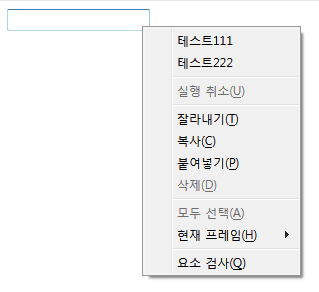 테스트111
테스트222
실행 취소(U)
잘라내기(T)
복사(C)
붙여넣기(P)
삭제(D)
모두 선택(A)
현재 프레임(H)
요소 검사(Q)